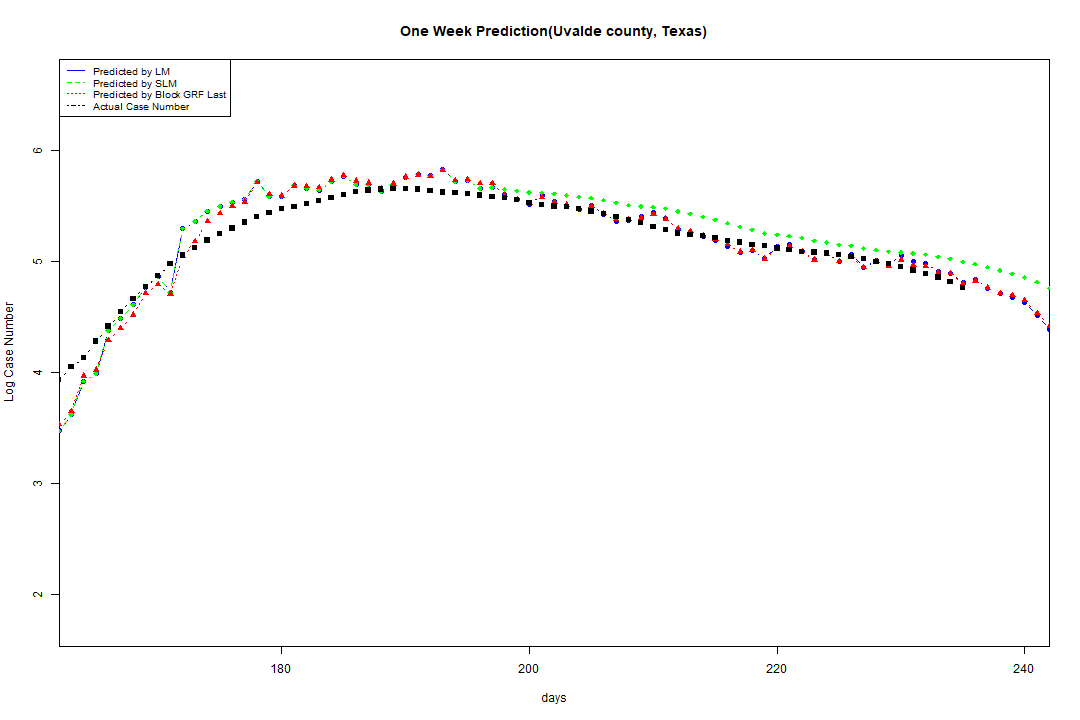 One Week Prediction(Uvalde county, Texas)
Predicted by LM
Predicted by SLM
Predicted by Block GRF Last
Actual Case Number
6
5
4
3
2
Log Case Number
180
200
220
240
days